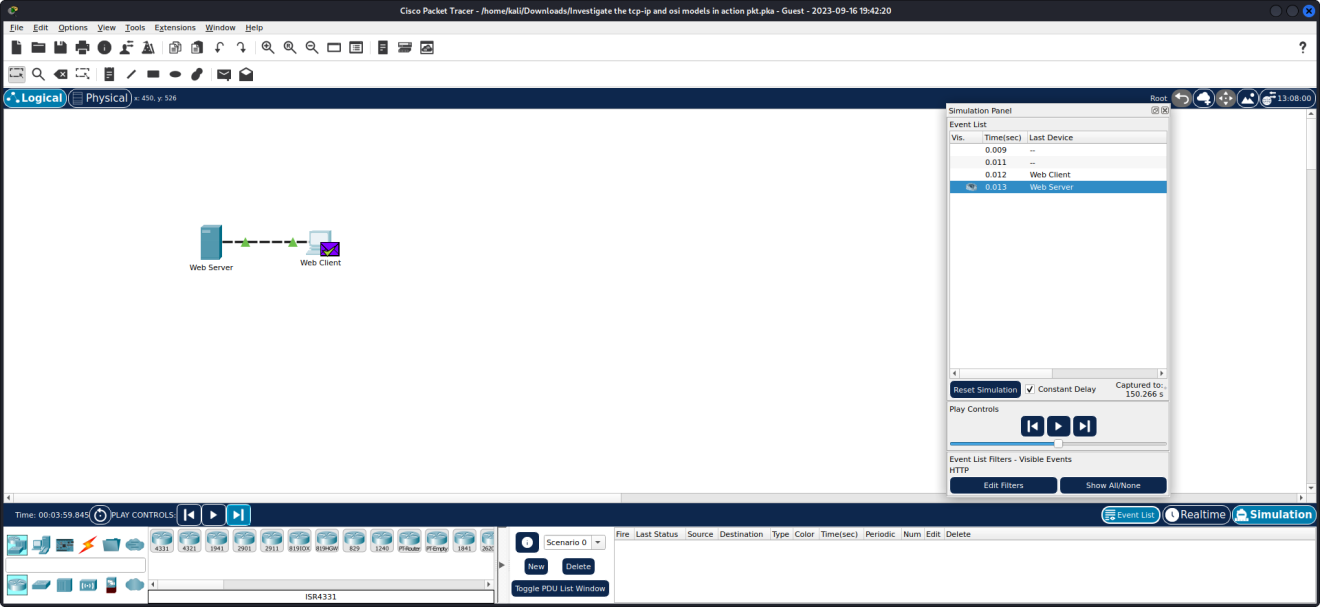 Cisco Packet Tracer - /home/kali/Downloads/Investigate the tcp-ip and osi models in action pkt.pka - Guest - 2023-09-16 19:42:20
File Edit Options View Tools Extensions Window Help
?
Logical Physical x: 450, y: 526 Root 13:08:00
Simulation Panel
Event List
Vis. Time(sec) Last Device
0.009 --
0.011 --
0.012 Web Client
0.013 Web Server
Web Server
Web Client
Reset Simulation Constant Delay Captured to:
150.266 s
Play Controls
Event List Filters - Visible Events
HTTP
Edit Filters Show All/None
Time: 00:03:59.845 PLAY CONTROLS: Event List Realtime Simulation
Fire Last Status Source Destination Type Color Time(sec) Periodic Num Edit Delete
Scenario 0
4331 4321 1941 2901 2911 819IOX 819HGW 829 1240 PT-Router PT-Empty 1841 262
New Delete
Toggle PDU List Window
ISR4331